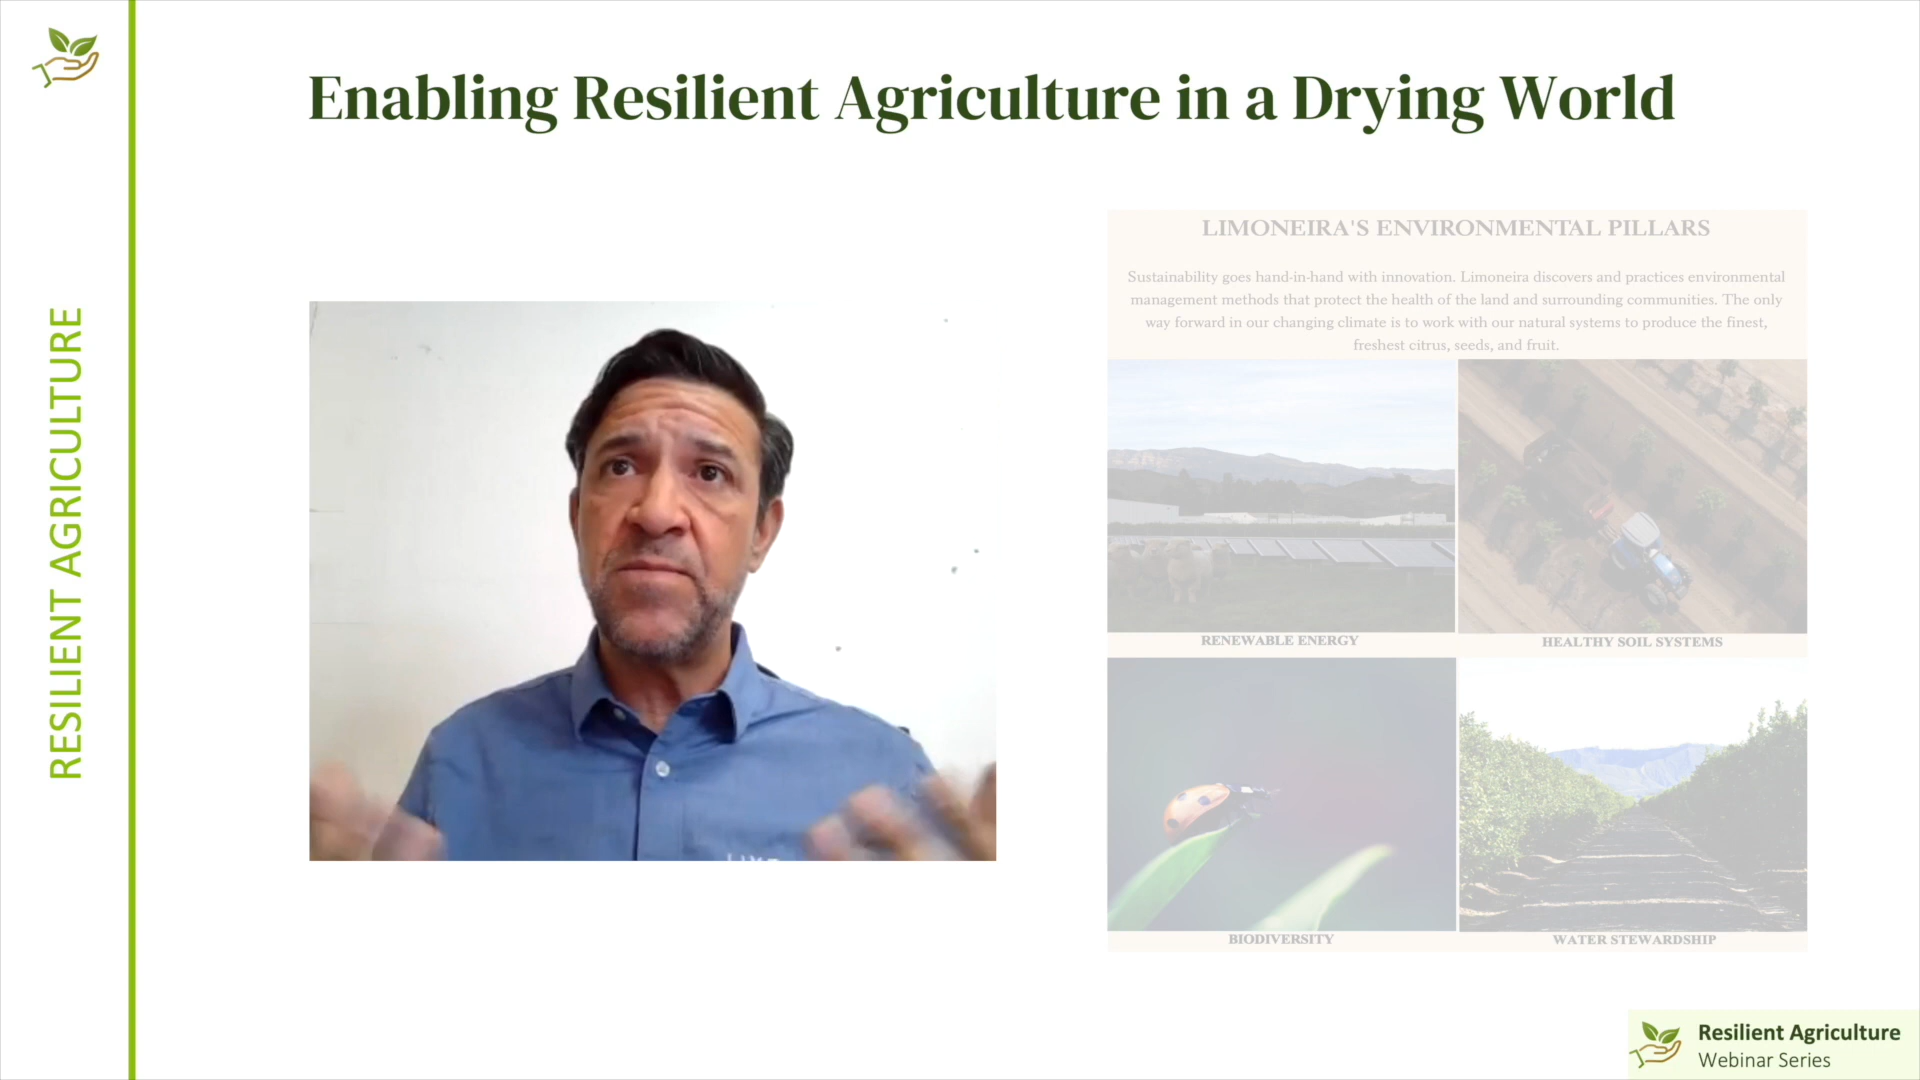 Enabling Resilient Agriculture in a Drying World
RESILIENT AGRICULTURE
LIMONEIRA'S ENVIRONMENTAL PILLARS
Sustainability goes hand-in-hand with innovation. Limoneira discovers and practices environmental
management methods that protect the health of the land and surrounding communities. The only
way forward in our changing climate is to work with our natural systems to produce the finest,
freshest citrus, seeds, and fruit.
RENEWABLE ENERGY
HEALTHY SOIL SYSTEMS
BIODIVERSITY
WATER STEWARDSHIP
Resilient Agriculture
Webinar Series